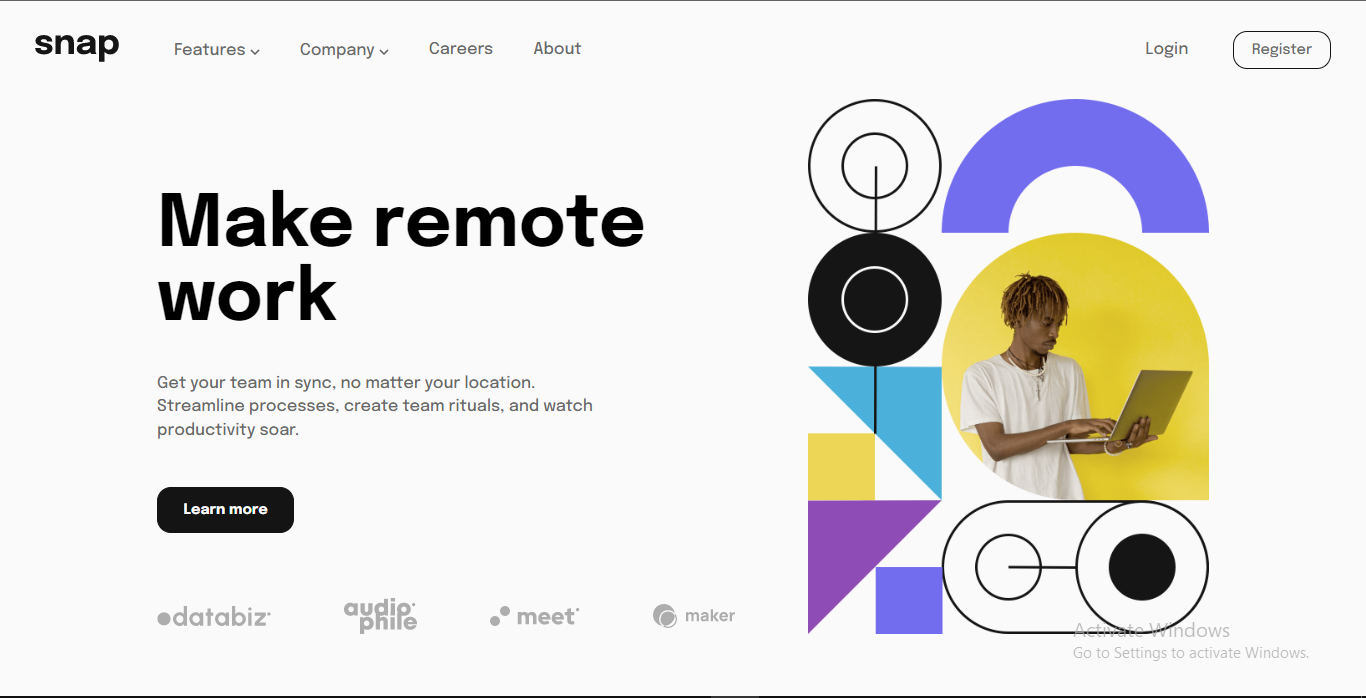 snap
Features
Company
Careers
About
Login
Register
Make remote
work
Get your team in sync, no matter your location.
Streamline processes, create team rituals, and watch
productivity soar.
Learn more
databiz
audio
phile
meet
maker
Activate Windows
Go to Settings to activate Windows.